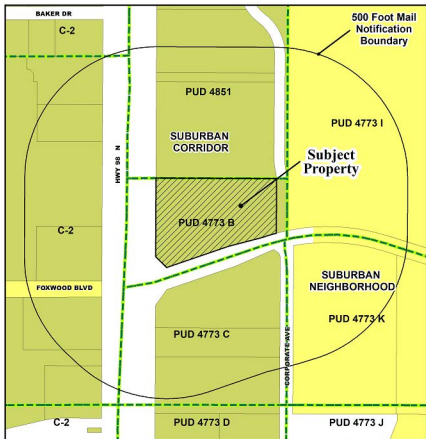 BAKER DR
C-2
500 Foot Mail
Notification
Boundary
PUD 4851
PUD 4773 I
SUBURBAN
CORRIDOR
HWY 98 N
Subject
Property
PUD 4773 B
C-2
SUBURBAN
NEIGHBORHOOD
FOXWOOD BLVD
PUD 4773 K
PUD 4773 C
CORPORATE AVE
C-2
PUD 4773 D
PUD 4773 J